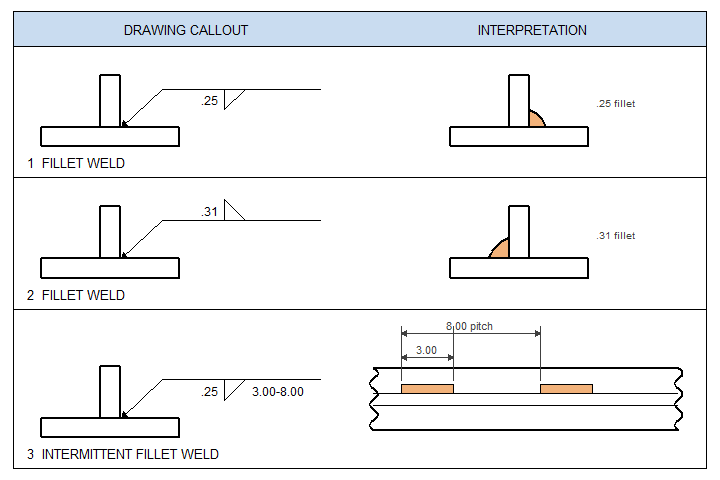 DRAWING CALLOUT
INTERPRETATION
.25
.25 fillet
1 FILLET WELD
.31
.31 fillet
2 FILLET WELD
8.00 pitch
3.00
.25 3.00-8.00
3 INTERMITTENT FILLET WELD